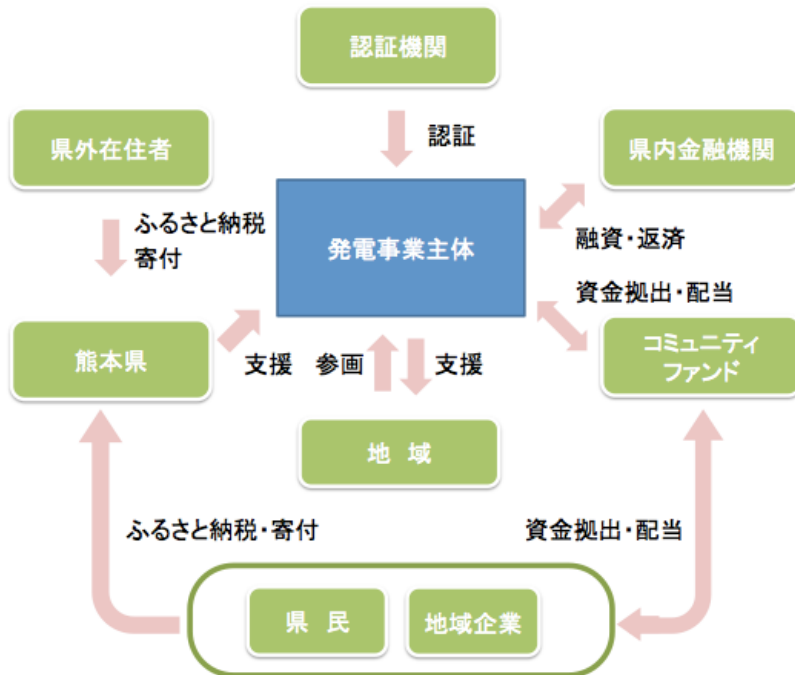 認証機関
県外在住者
認証
県内金融機関
ふるさと納税
寄付
発電事業主体
融資・返済
資金拠出・配当
熊本県
支援
参画
支援
コミュニティ
ファンド
地 域
ふるさと納税・寄付
資金拠出・配当
県 民
地域企業